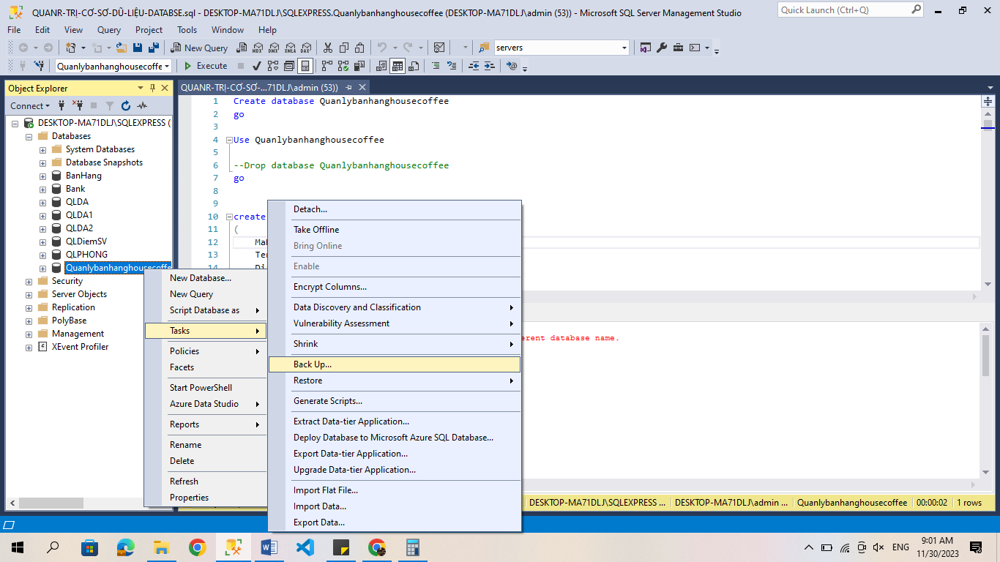 QUANR-TRỊ-CƠ-SƠ-DŨ-LIỆU-DATABSE.sql - DESKTOP-MA71DLJ\SQLEXPRESS.Quanlybanhanghousecoffee (DESKTOP-MA71DLJ\admin (53)) - Microsoft SQL Server Management Studio
Quick Launch (Ctrl+Q)
File Edit View Query Project Tools Window Help
New Query
MDX DMX XMLA DAX
servers
Quanlybanhanghousecoffe
Execute
Object Explorer
QUANR-TRỊ-CƠ-SƠ-...71DLJ\admin (53))
Connect
DESKTOP-MA71DLJ\SQLEXPRESS (
Databases
System Databases
Database Snapshots
BanHang
Bank
QLDA
QLDA1
QLDA2
QLDiemSV
QLPHONG
Quanlybanhanghousecoffe
Security
Server Objects
Replication
PolyBase
Management
XEvent Profiler
1 Create database Quanlybanhanghousecoffee
2 go
3
4 Use Quanlybanhanghousecoffee
5
6 --Drop database Quanlybanhanghousecoffee
7 go
8
9
10 create
11 (
12
13
14
New Database...
New Query
Script Database as
Tasks
Policies
Facets
Start PowerShell
Azure Data Studio
Reports
Rename
Delete
Refresh
Properties
Detach...
Take Offline
Bring Online
Enable
Encrypt Columns...
Data Discovery and Classification
Vulnerability Assessment
Shrink
Back Up...
Restore
Generate Scripts...
Extract Data-tier Application...
Deploy Database to Microsoft Azure SQL Database...
Export Data-tier Application...
Upgrade Data-tier Application...
Import Flat File...
Import Data...
Export Data...
erent database name.
DESKTOP-MA71DLJ\SQLEXPRESS ... DESKTOP-MA71DLJ\admin ... Quanlybanhanghousecoffee 00:00:02 1 rows
ENG
9:01 AM
11/30/2023